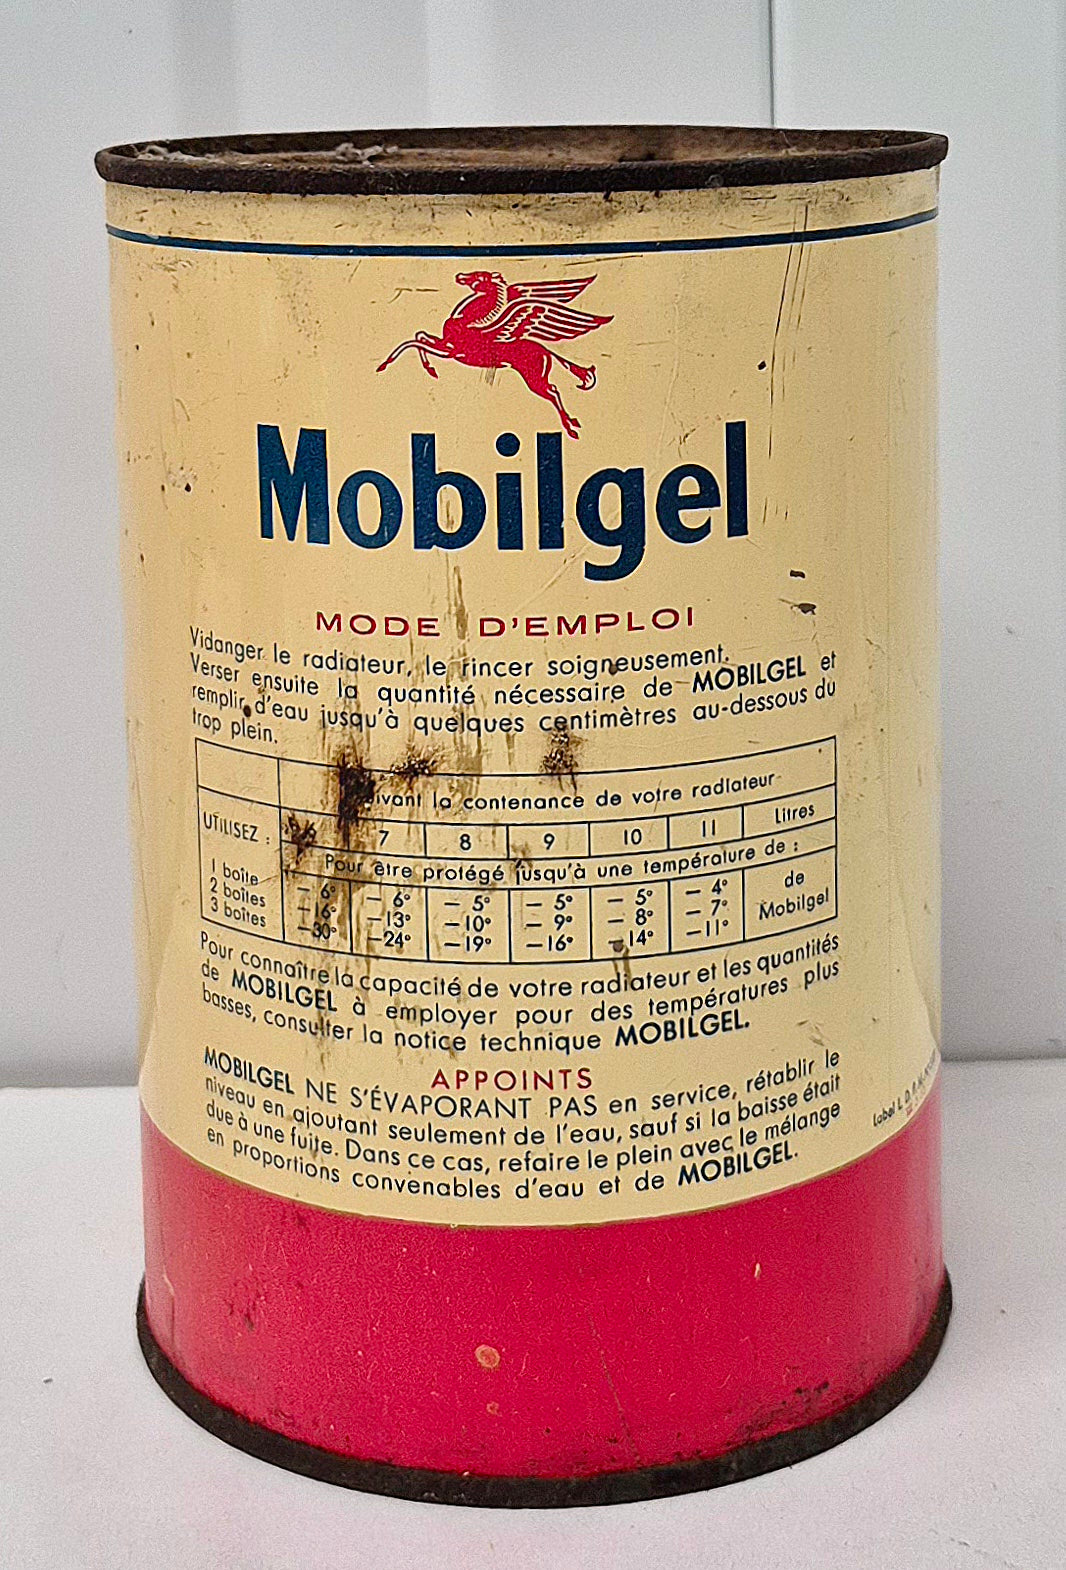 Mobilgel
MODE D'EMPLOI
Vidanger le radiateur, le rincer soigneusement.
Verser ensuite la quantité nécessaire de MOBILGEL et
remplir d'eau jusqu'à quelques centimètres au-dessous du
trop plein.
la contenance de votre radiateur
UTILISEZ : 7 8 9 10 11 Litres
Pour être protégé jusqu'à une température de :
1 boîte - 6° - 6° - 5° - 5° - 5° - 4° de
2 boîtes - 16° - 13° - 10° - 9° - 8° - 7° Mobilgel
3 boîtes - 30° - 24° - 19° - 16° - 14° - 11°
Pour connaître la capacité de votre radiateur et les quantités
de MOBILGEL à employer pour des températures plus
basses, consulter la notice technique MOBILGEL.
APPOINTS
MOBILGEL NE S'ÉVAPORANT PAS en service, rétablir le
niveau en ajoutant seulement de l'eau, sauf si la baisse était
due à une fuite. Dans ce cas, refaire le plein avec le mélange
en proportions convenables d'eau et de MOBILGEL.
Label L.D.P.